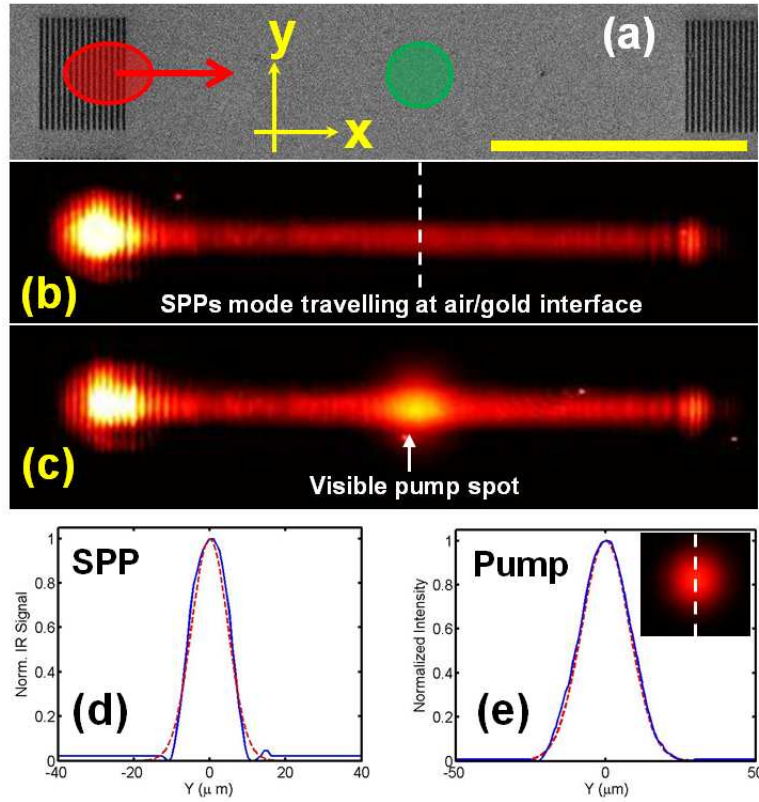 (a)
y
x
(b)
SPPs mode travelling at air/gold interface
(c)
Visible pump spot
SPP
(d)
Norm. IR Signal
1
0.8
0.6
0.4
0.2
0
-40 -20 0 20 40
Y (μ m)
Pump
(e)
Normalized Intensity
1
0.8
0.6
0.4
0.2
0
-50 0 50
Y (μm)